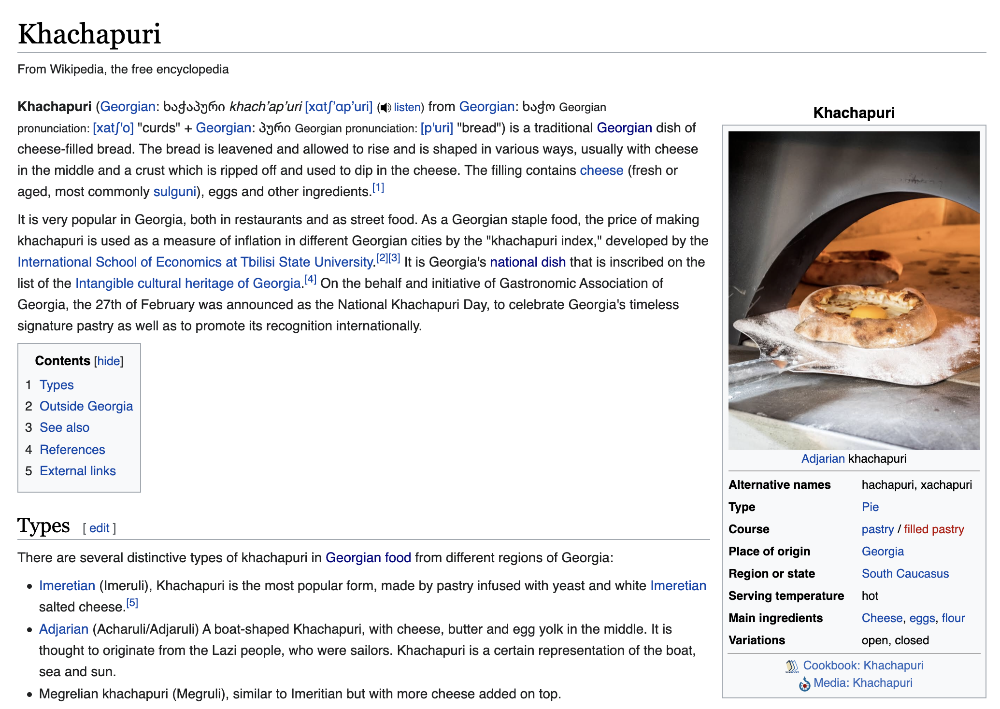 Khachapuri
From Wikipedia, the free encyclopedia
Khachapuri (Georgian: ხაჭაპური khach’ap’uri [xɑtʃ’ɑp’uri] (listen) from Georgian: ხაჭო Georgian
pronunciation: [xatʃ'o] "curds" + Georgian: პური Georgian pronunciation: [p'uri] "bread") is a traditional Georgian dish of
cheese-filled bread. The bread is leavened and allowed to rise and is shaped in various ways, usually with cheese
in the middle and a crust which is ripped off and used to dip in the cheese. The filling contains cheese (fresh or
aged, most commonly sulguni), eggs and other ingredients.[1]
It is very popular in Georgia, both in restaurants and as street food. As a Georgian staple food, the price of making
khachapuri is used as a measure of inflation in different Georgian cities by the "khachapuri index," developed by the
International School of Economics at Tbilisi State University.[2][3] It is Georgia's national dish that is inscribed on the
list of the Intangible cultural heritage of Georgia.[4] On the behalf and initiative of Gastronomic Association of
Georgia, the 27th of February was announced as the National Khachapuri Day, to celebrate Georgia's timeless
signature pastry as well as to promote its recognition internationally.
Contents [hide]
1 Types
2 Outside Georgia
3 See also
4 References
5 External links
Types [ edit ]
There are several distinctive types of khachapuri in Georgian food from different regions of Georgia:
• Imeretian (Imeruli), Khachapuri is the most popular form, made by pastry infused with yeast and white Imeretian
salted cheese.[5]
• Adjarian (Acharuli/Adjaruli) A boat-shaped Khachapuri, with cheese, butter and egg yolk in the middle. It is
thought to originate from the Lazi people, who were sailors. Khachapuri is a certain representation of the boat,
sea and sun.
• Megrelian khachapuri (Megruli), similar to Imeritian but with more cheese added on top.
Khachapuri
Adjarian khachapuri
Alternative names hachapuri, xachapuri
Type Pie
Course pastry / filled pastry
Place of origin Georgia
Region or state South Caucasus
Serving temperature hot
Main ingredients Cheese, eggs, flour
Variations open, closed
WIKIBOOKS Cookbook: Khachapuri
Media: Khachapuri